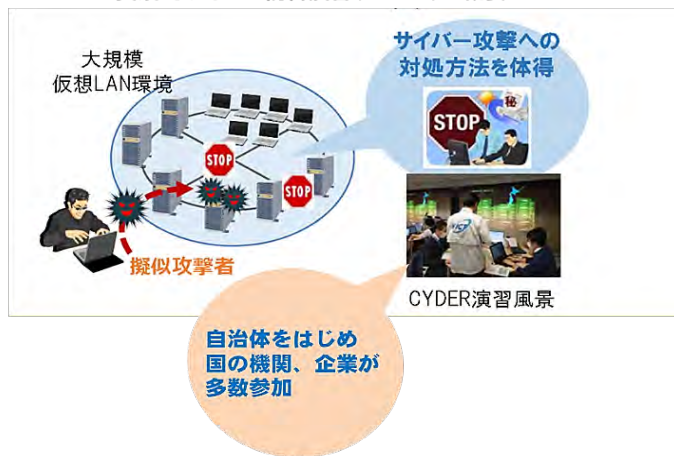 大規模
仮想LAN環境
サイバー攻撃への
対処方法を体得
秘
STOP
STOP
STOP
擬似攻撃者
CYDER演習風景
自治体をはじめ
国の機関、企業が
多数参加